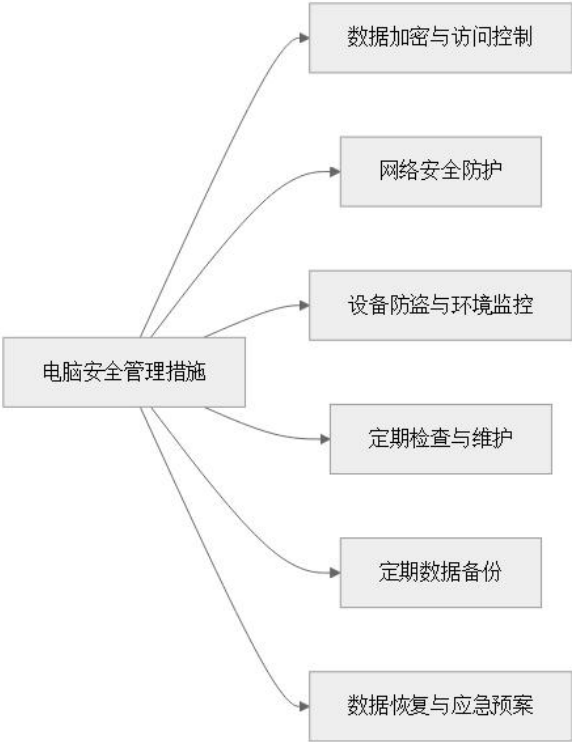 数据加密与访问控制
网络安全防护
设备防盗与环境监控
电脑安全管理措施
定期检查与维护
定期数据备份
数据恢复与应急预案